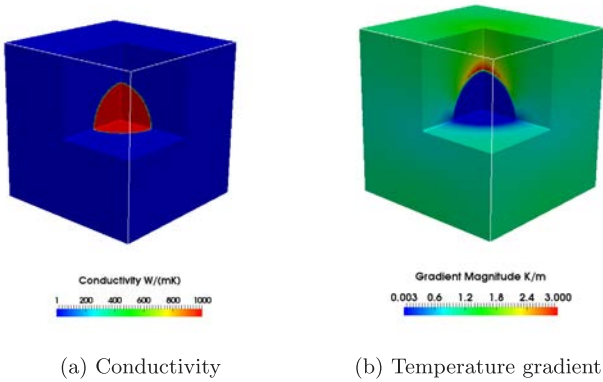 Conductivity W/(mK)
1 200 400 600 800 1000
(a) Conductivity
Gradient Magnitude K/m
0.003 0.6 1.2 1.8 2.4 3.000
(b) Temperature gradient